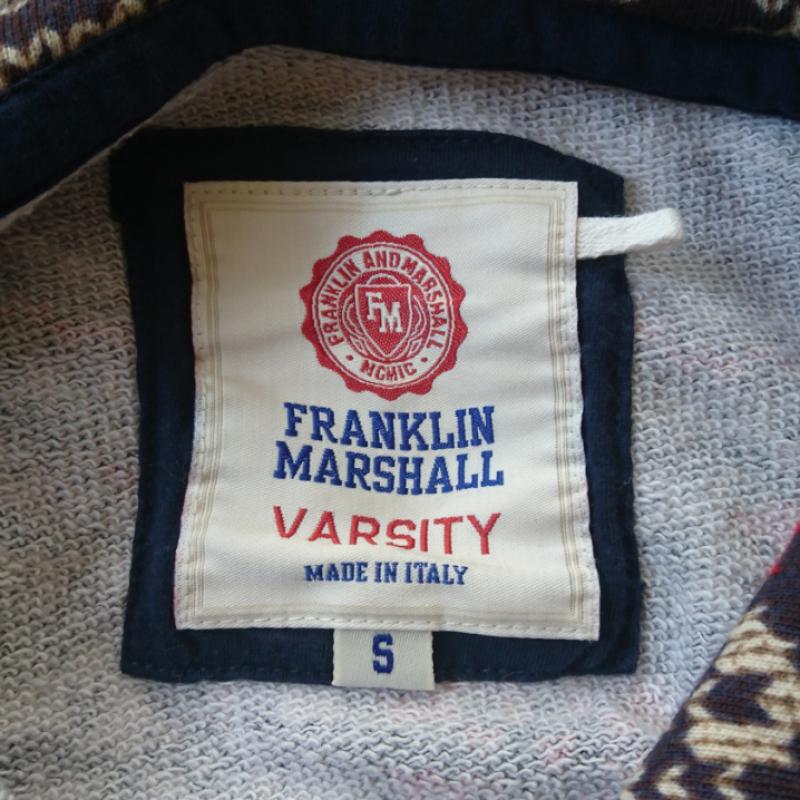 FRANKLIN AND MARSHALL
FM
• MCMIC •
FRANKLIN
MARSHALL
VARSITY
MADE IN ITALY
S